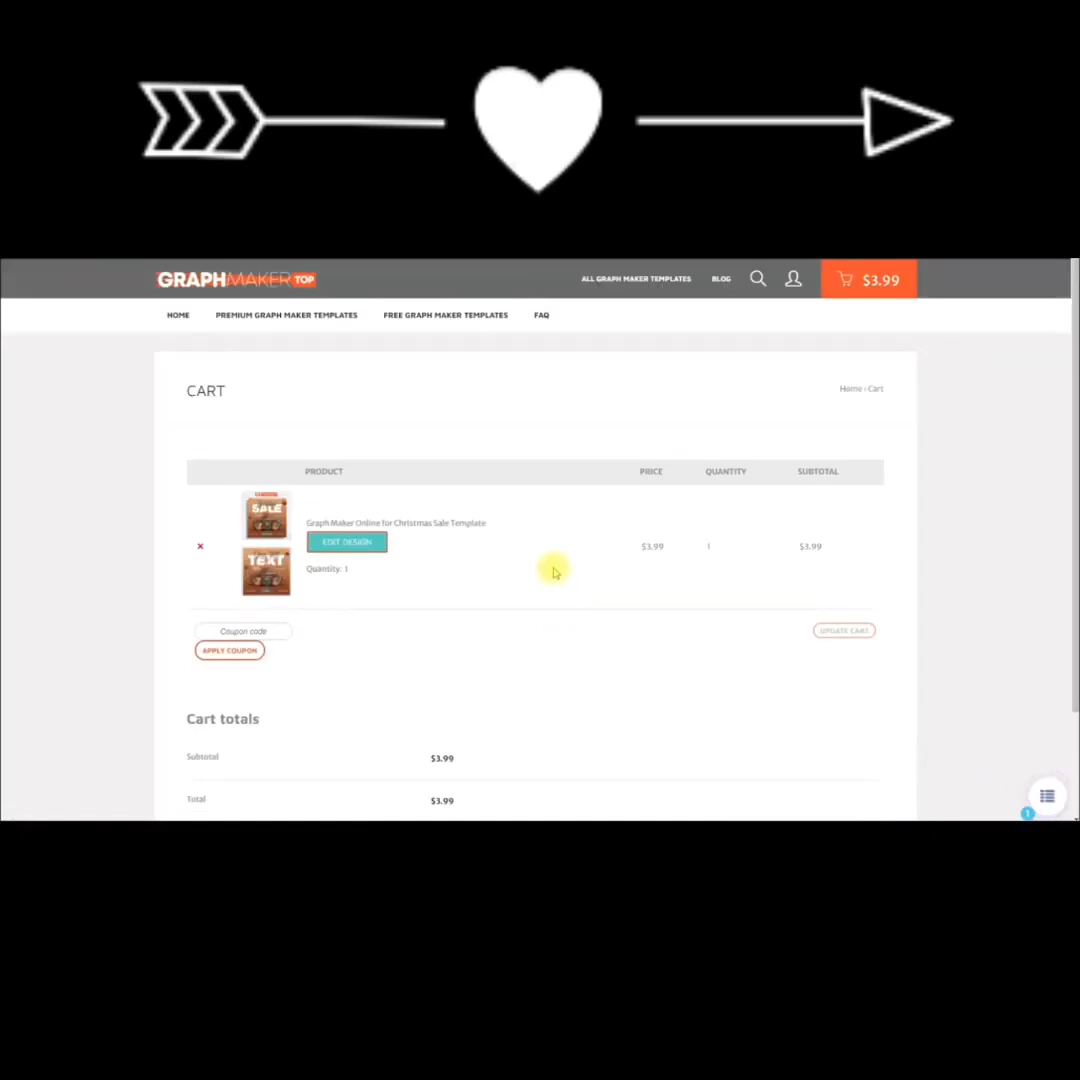 GRAPHMAKER TOP
ALL GRAPH MAKER TEMPLATES BLOG $3.99
HOME PREMIUM GRAPH MAKER TEMPLATES FREE GRAPH MAKER TEMPLATES FAQ
CART
Home › Cart
PRODUCT PRICE QUANTITY SUBTOTAL
SALE
Graph Maker Online for Christmas Sale Template
EDIT DESIGN
$3.99 1 $3.99
TEXT
Quantity: 1
Coupon code
UPDATE CART
APPLY COUPON
Cart totals
Subtotal $3.99
Total $3.99
1